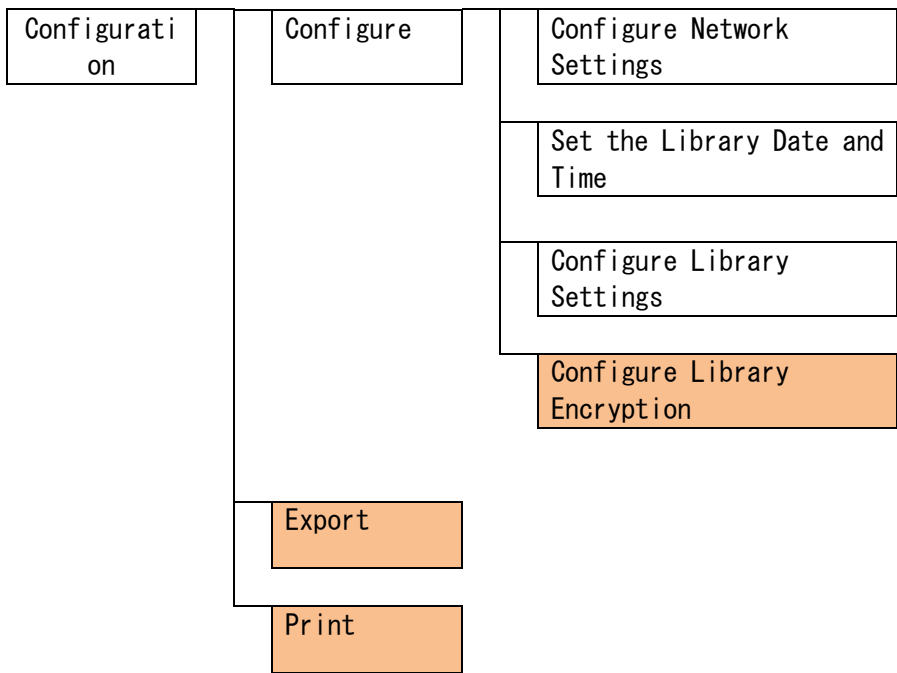 Configurati
on
Configure
Configure Network
Settings
Set the Library Date and
Time
Configure Library
Settings
Configure Library
Encryption
Export
Print